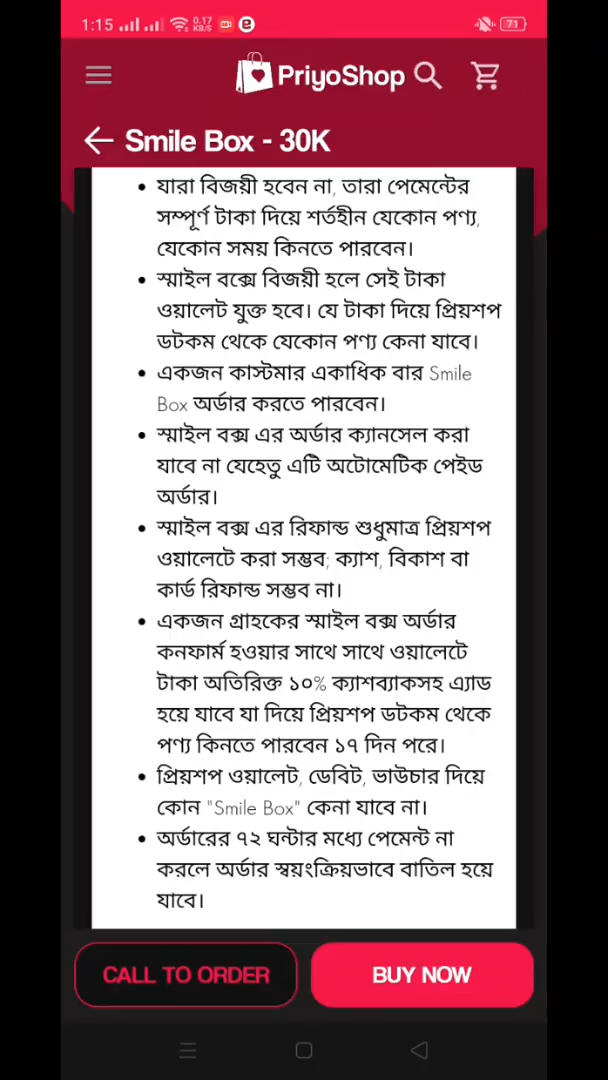 1:15
0.17
KB/S
71
PriyoShop
Smile Box - 30K
• যারা বিজয়ী হবেন না, তারা পেমেন্টের
সম্পূর্ণ টাকা দিয়ে শর্তহীন যেকোন পণ্য,
যেকোন সময় কিনতে পারবেন।
• স্মাইল বক্সে বিজয়ী হলে সেই টাকা
ওয়ালেট যুক্ত হবে। যে টাকা দিয়ে প্রিয়শপ
ডটকম থেকে যেকোন পণ্য কেনা যাবে।
• একজন কাস্টমার একাধিক বার Smile
Box অর্ডার করতে পারবেন।
• স্মাইল বক্স এর অর্ডার ক্যানসেল করা
যাবে না যেহেতু এটি অটোমেটিক পেইড
অর্ডার।
• স্মাইল বক্স এর রিফান্ড শুধুমাত্র প্রিয়শপ
ওয়ালেটে করা সম্ভব; ক্যাশ, বিকাশ বা
কার্ড রিফান্ড সম্ভব না।
• একজন গ্রাহকের স্মাইল বক্স অর্ডার
কনফার্ম হওয়ার সাথে সাথে ওয়ালেটে
টাকা অতিরিক্ত ১০% ক্যাশব্যাকসহ এ্যাড
হয়ে যাবে যা দিয়ে প্রিয়শপ ডটকম থেকে
পণ্য কিনতে পারবেন ১৭ দিন পরে।
• প্রিয়শপ ওয়ালেট, ডেবিট, ভাউচার দিয়ে
কোন "Smile Box" কেনা যাবে না।
• অর্ডারের ৭২ ঘন্টার মধ্যে পেমেন্ট না
করলে অর্ডার স্বয়ংক্রিয়ভাবে বাতিল হয়ে
যাবে।
CALL TO ORDER
BUY NOW